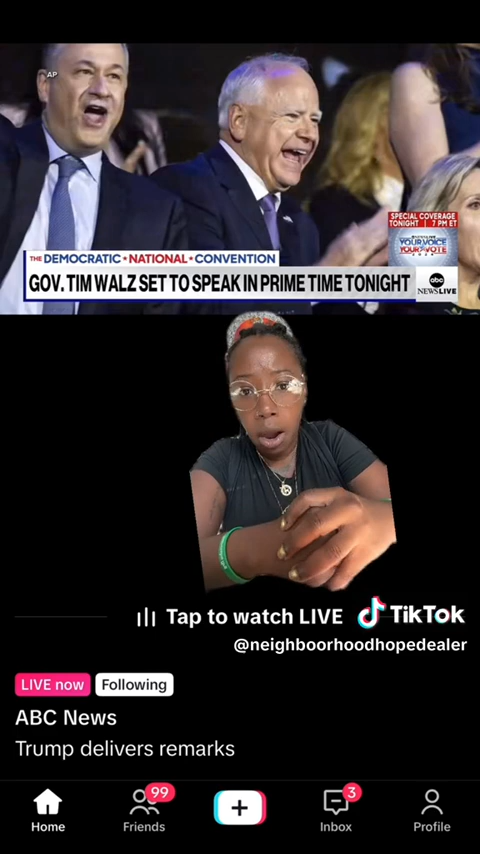 AP
SPECIAL COVERAGE
TONIGHT | 7 PM ET
YOUR VOICE
YOUR VOTE
THE DEMOCRATIC ★ NATIONAL ★ CONVENTION
GOV. TIM WALZ SET TO SPEAK IN PRIME TIME TONIGHT
abc
NEWS LIVE
Tap to watch LIVE
TikTok
@neighboorhoodhopedealer
LIVE now
Following
ABC News
Trump delivers remarks
99
3
Home
Friends
Inbox
Profile